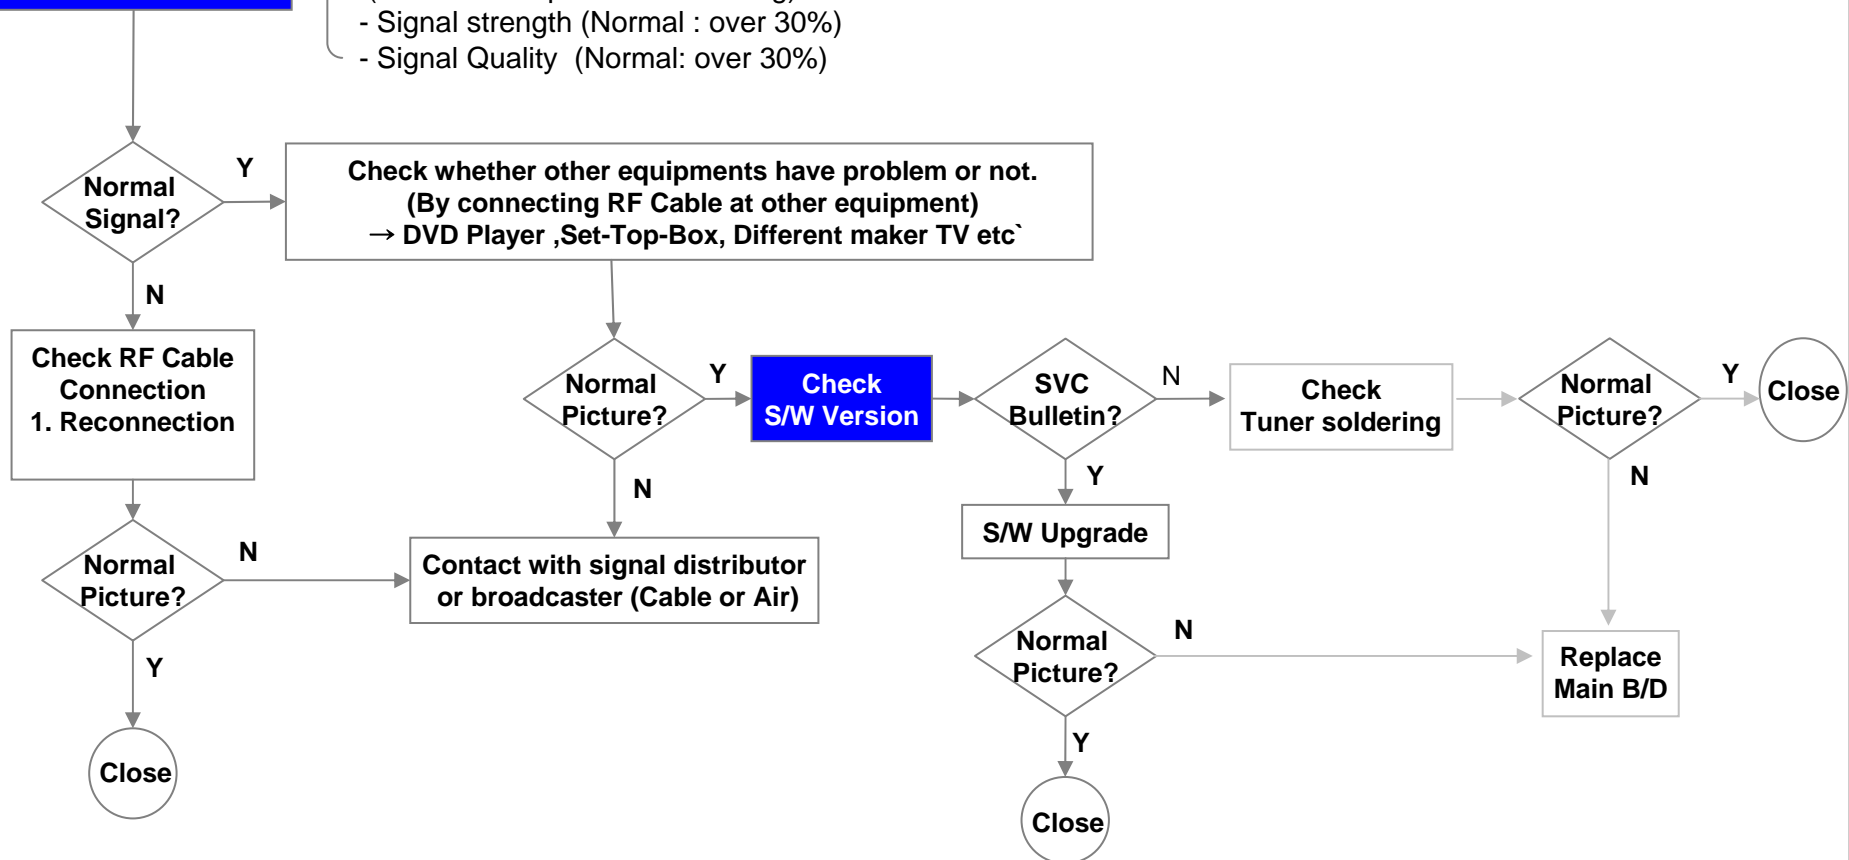 - Signal strength (Normal : over 30%)
- Signal Quality  (Normal: over 30%)
Normal
Signal?
Y
Check whether other equipments have problem or not.
(By connecting RF Cable at other equipment)
→ DVD Player ,Set-Top-Box, Different maker TV etc`
N
Check RF Cable
Connection
1. Reconnection
Normal
Picture?
Y
Check
S/W Version
SVC
Bulletin?
N
Check
Tuner soldering
Normal
Picture?
Y
Close
N
Y
N
S/W Upgrade
Normal
Picture?
N
Contact with signal distributor
or broadcaster (Cable or Air)
Normal
Picture?
N
Replace
Main B/D
Y
Close
Y
Close